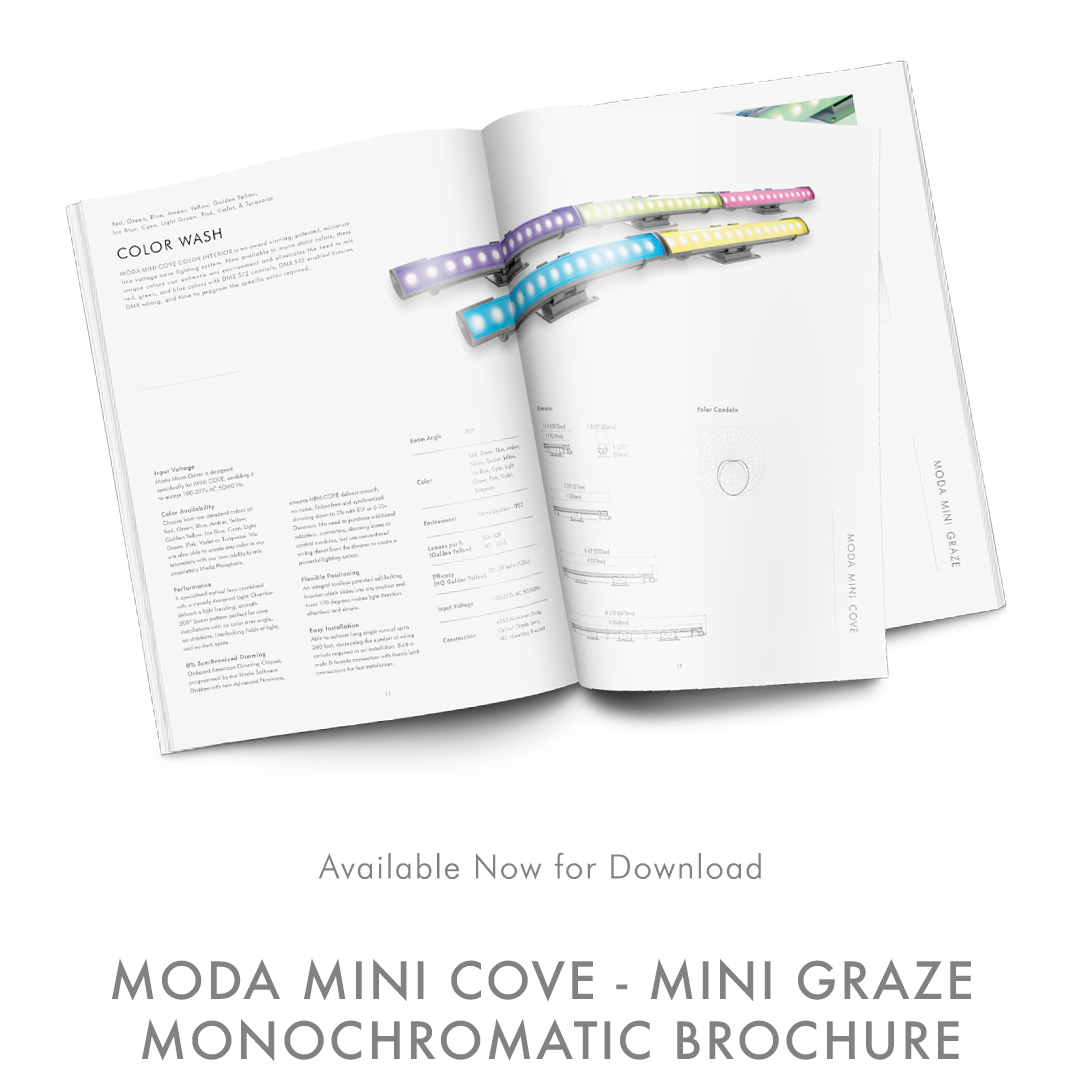 Red, Green, Blue, Amber, Yellow, Golden Yellow,
Ice Blue, Cyan, Light Green, Pink, Violet, & Turquoise
COLOR WASH
MODA MINI COVE COLOR INTERIOR is an award winning, patented, miniature
line voltage cove lighting system. Now available in mono static colors, these
unique colors can enhance any environment and eliminates the need to mix
red, green, and blue colors with DMX 512 controls, DMX 512 enabled fixtures,
DMX wiring, and time to program the specific color required.
Input Voltage
Moda Micro Driver is designed
specifically for MINI COVE, enabling it
to accept 100-277v AC 50/60 Hz.
Color Availability
Choose from our standard colors of
Red, Green, Blue, Amber, Yellow,
Golden Yellow, Ice Blue, Cyan, Light
Green, Pink, Violet or Turquoise. We
are also able to create any color in our
laboratory with our own ability to mix
proprietary Moda Phosphors.
Performance
A specialized optical lens combined
with a closely designed Light Chamber
delivers a light bending, smooth
200° beam pattern perfect for cove
installations with no color over angle,
no striations, interlocking fields of light,
and no dark spots.
0% Synchronized Dimming
Onboard American Dimming Chipset,
programmed by our Moda Software
Division with new Advanced Firmware,
ensures MINI COVE delivers smooth,
no noise, flicker-free and synchronized
dimming down to 0% with ELV or 0-10v
Dimmers. No need to purchase additional
adapters, converters, dimming boxes or
control modules, just use conventional
wiring direct from the dimmer to create a
powerful lighting system.
Flexible Positioning
An integral toolless patented self-locking
bracket which slides into any position and
turns 170 degrees makes light direction
effortless and simple.
Easy Installation
Able to achieve long single runs of up to
240 feet, decreasing the number of wiring
circuits required in an installation. Built-in
male & female connectors with
connections for fast installation.
11
Beam Angle 200°
Color
Red, Green, Blue, Amber,
Yellow, Golden Yellow,
Ice Blue, Cyan, Light
Green, Pink, Violet,
Turquoise
Environment Damp Location - IP52
Lumens per ft
(Golden Yellow)
Efficacy
(HO Golden Yellow)
Input Voltage 100-277v AC 50/60Hz
Construction
6063 Aluminum Body,
Optical Grade Lens,
ABS Mounting Bracket
Polar Candela
12
MODA MINI COVE
MODA MINI GRAZE
Available Now for Download
MODA MINI COVE - MINI GRAZE
MONOCHROMATIC BROCHURE